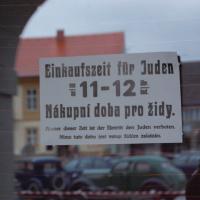 Einkaufszeit für Juden
11-12
Nákupní doba pro židy.
Außer dieser Zeit ist der Eintritt den Juden verboten.
Mimo tuto dobu jest vstup židům zakázán.